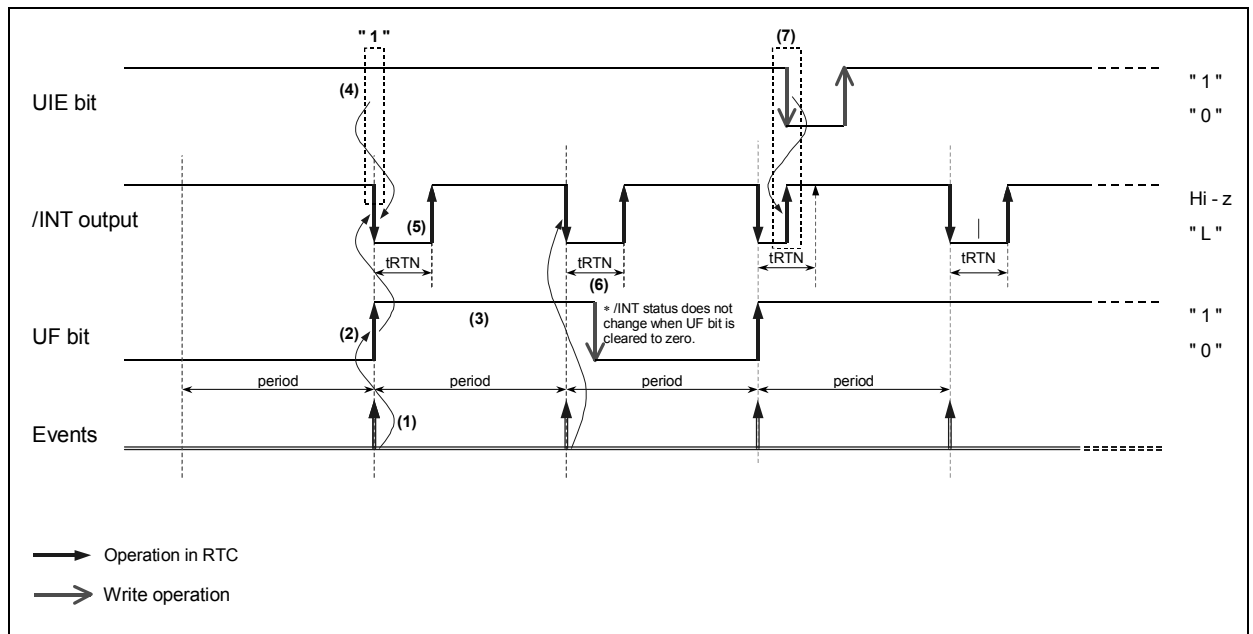 " 1 "
(7)
(4)
UIE bit
" 1 "
" 0 "
/INT output
(5)
Hi - z
" L "
tRTN
tRTN
tRTN
tRTN
(6)
* /INT status does not
change when UF bit is
cleared to zero.
(2)
(3)
UF bit
" 1 "
" 0 "
period
period
period
period
(1)
Events
Operation in RTC
Write operation